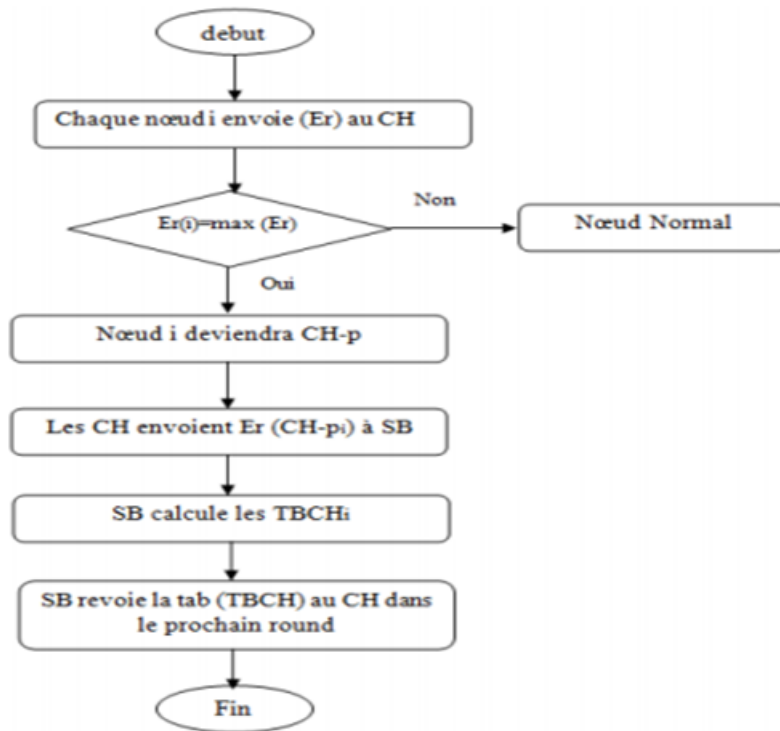 debut
Chaque nœud i envoie (Er) au CH
Er(i)=max (Er)
Non
Nœud Normal
Oui
Nœud i deviendra CH-p
Les CH envoient Er (CH-pi) à SB
SB calcule les TBCHi
SB revoie la tab (TBCH) au CH dans
le prochain round
Fin